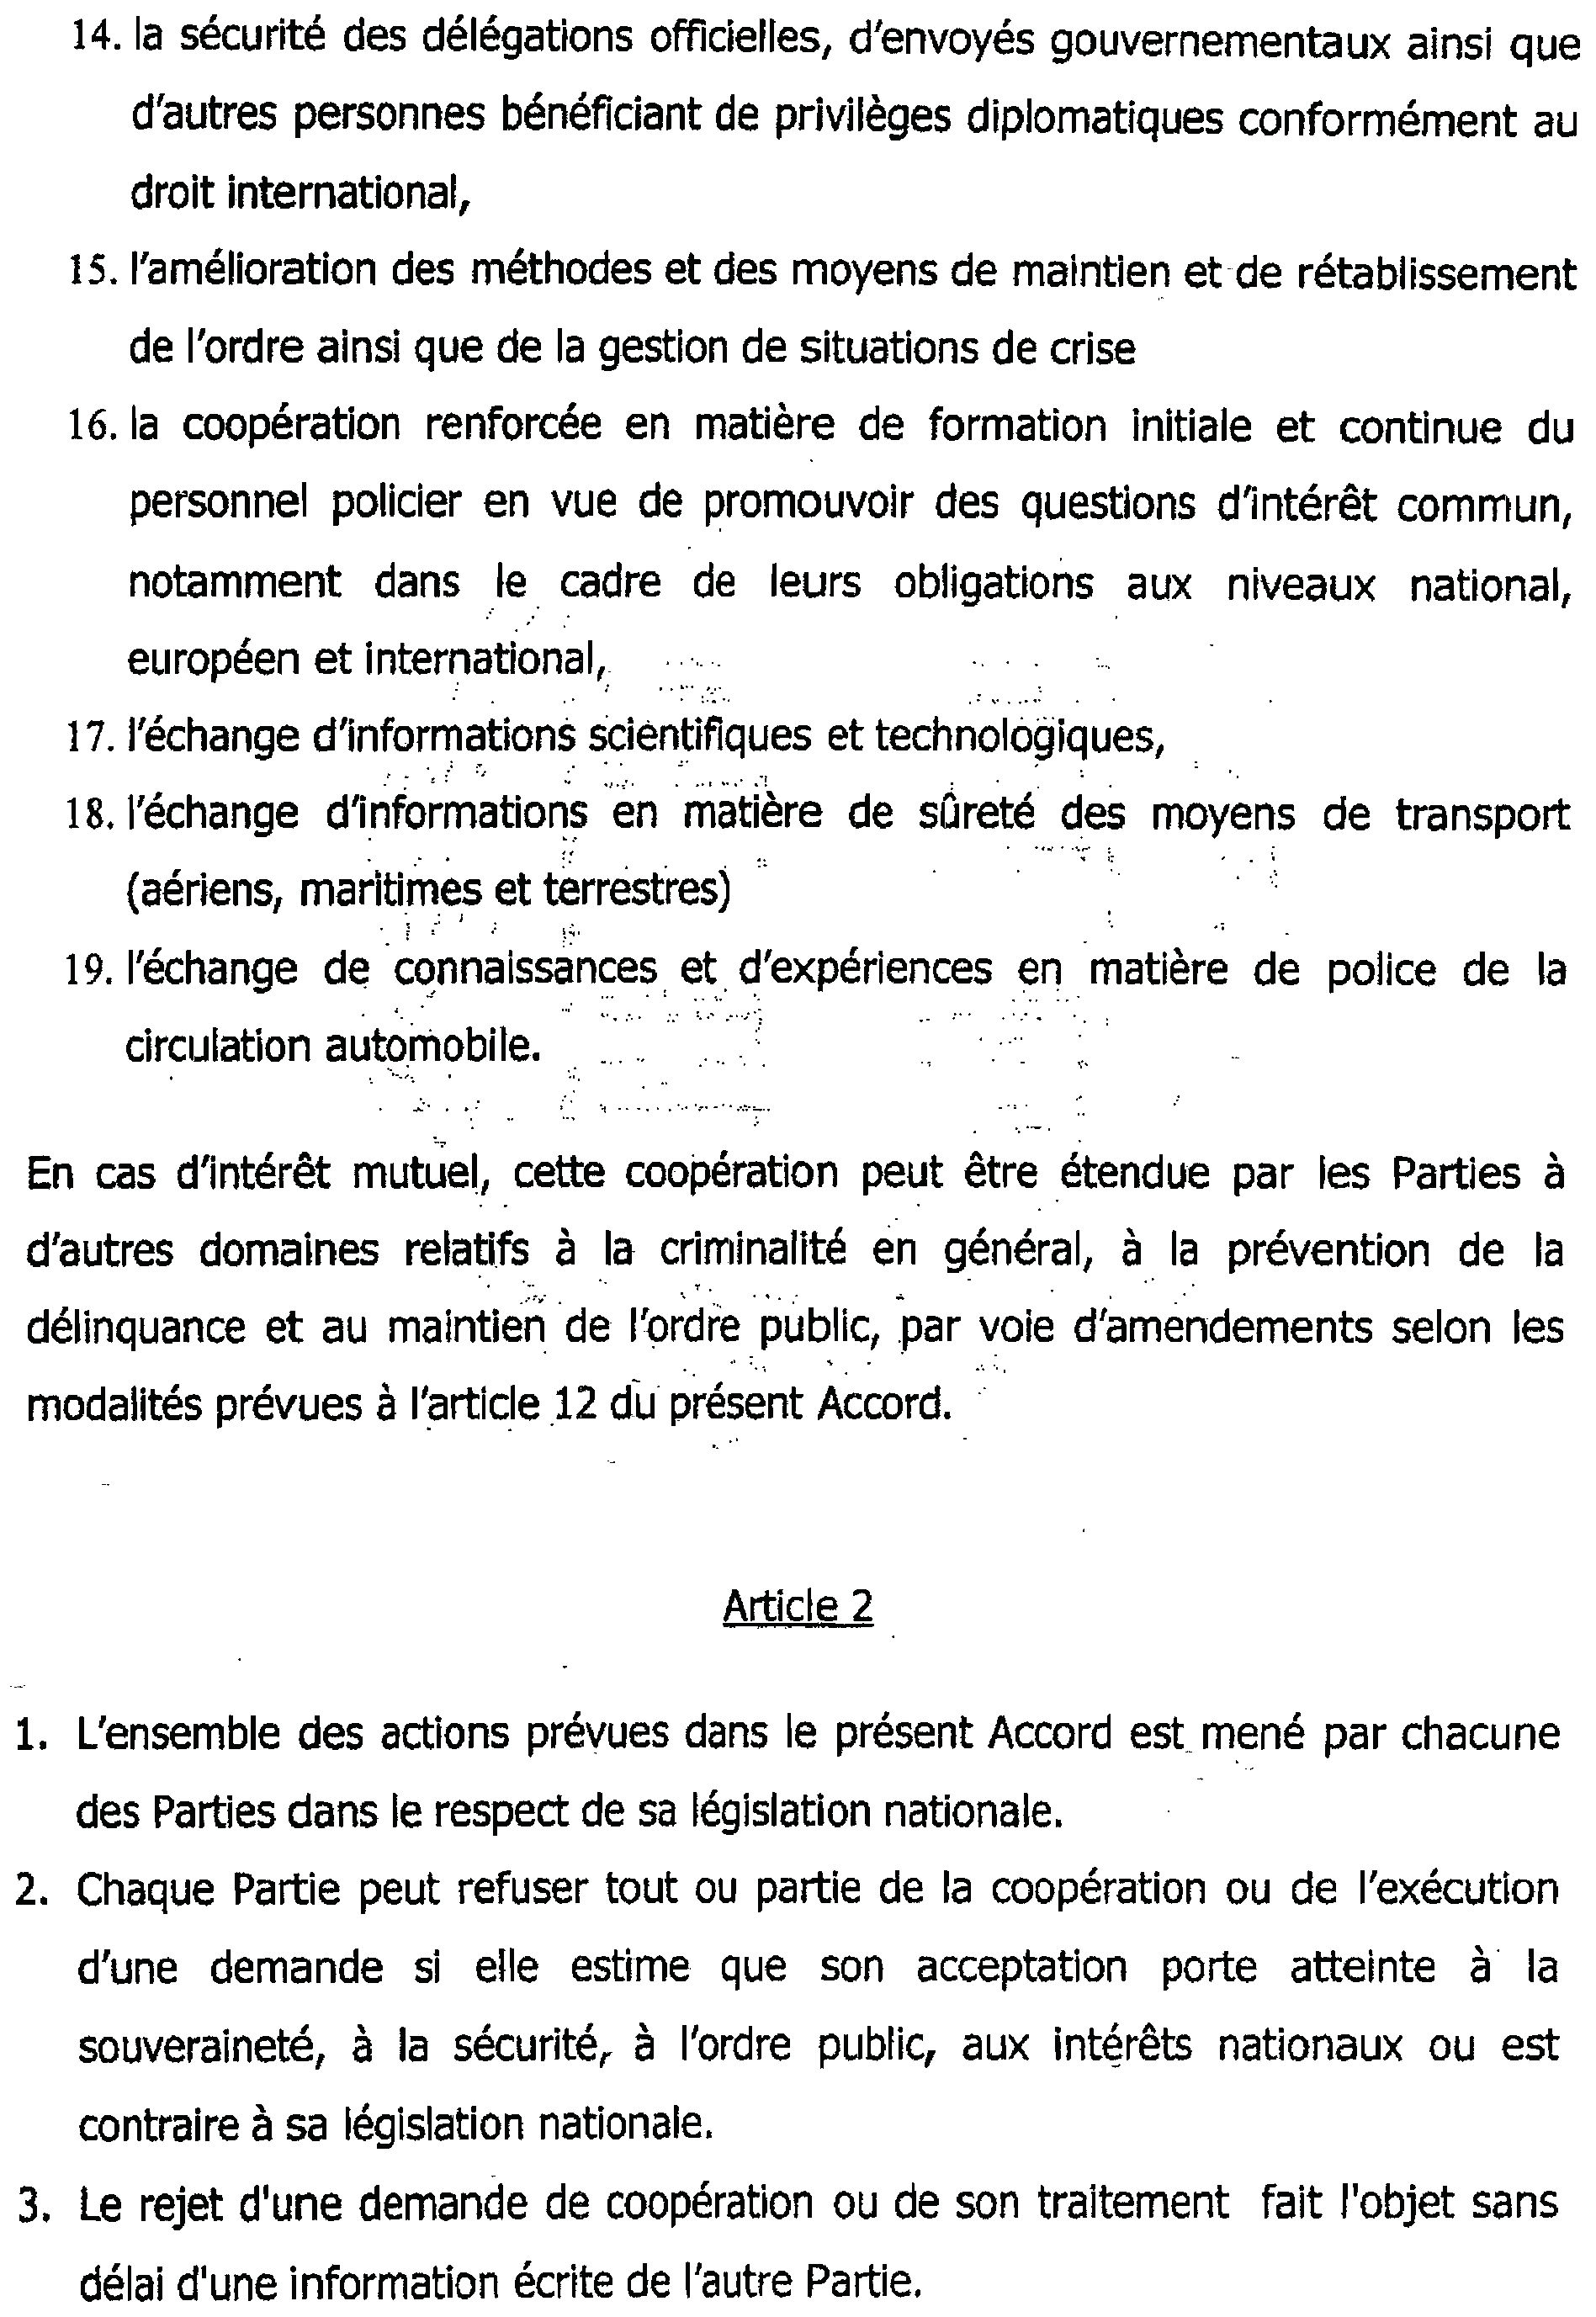 14. la sécurité des délégations officielles, d'envoyés gouvernementaux ainsi que
d'autres personnes bénéficiant de privilèges diplomatiques conformément au
droit international,
15. l'amélioration des méthodes et des moyens de maintien et de rétablissement
de l'ordre ainsi que de la gestion de situations de crise
16. la coopération renforcée en matière de formation initiale et continue du
personnel policier en vue de promouvoir des questions d'intérêt commun,
notamment dans le cadre de leurs obligations aux niveaux national,
européen et international,
17. l'échange d'informations scientifiques et technologiques,
18. l'échange d'informations en matière de sûreté des moyens de transport
(aériens, maritimes et terrestres)
19. l'échange de connaissances et d'expériences en matière de police de la
circulation automobile.
En cas d'intérêt mutuel, cette coopération peut être étendue par les Parties à
d'autres domaines relatifs à la criminalité en général, à la prévention de la
délinquance et au maintien de l'ordre public, par voie d'amendements selon les
modalités prévues à l'article 12 du présent Accord.
Article 2
1. L'ensemble des actions prévues dans le présent Accord est mené par chacune
des Parties dans le respect de sa législation nationale.
2. Chaque Partie peut refuser tout ou partie de la coopération ou de l'exécution
d'une demande si elle estime que son acceptation porte atteinte à la
souveraineté, à la sécurité, à l'ordre public, aux intérêts nationaux ou est
contraire à sa législation nationale.
3. Le rejet d'une demande de coopération ou de son traitement fait l'objet sans
délai d'une information écrite de l'autre Partie.